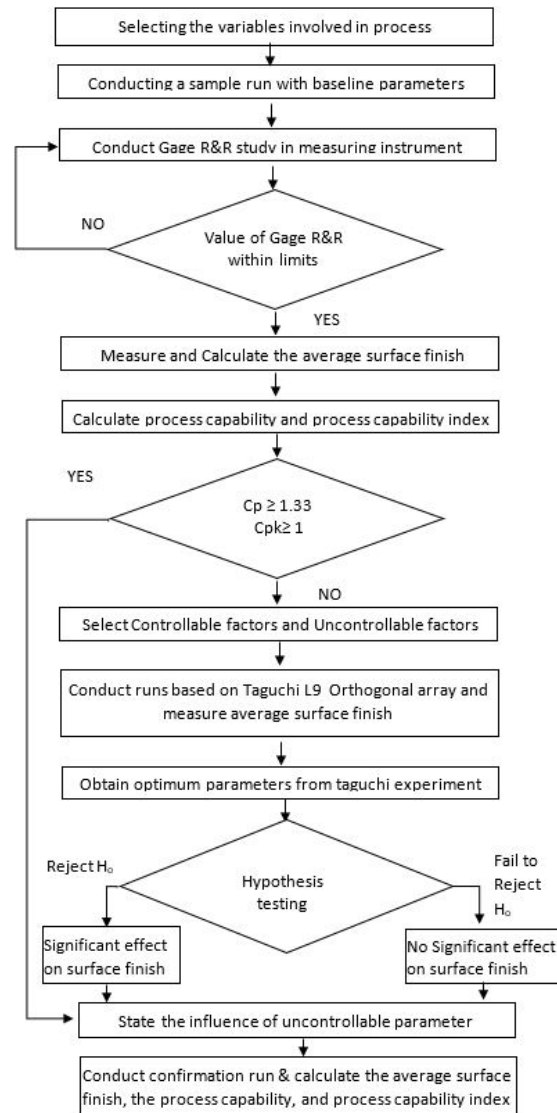 Selecting the variables involved in process
Conducting a sample run with baseline parameters
Conduct Gage R&R study in measuring instrument
NO
Value of Gage R&R
within limits
YES
Measure and Calculate the average surface finish
Calculate process capability and process capability index
YES
Cp ≥ 1.33
Cpk≥ 1
NO
Select Controllable factors and Uncontrollable factors
Conduct runs based on Taguchi L9 Orthogonal array and
measure average surface finish
Obtain optimum parameters from taguchi experiment
Reject H₀
Hypothesis
testing
Fail to
Reject
H₀
Significant effect
on surface finish
No Significant effect
on surface finish
State the influence of uncontrollable parameter
Conduct confirmation run & calculate the average surface
finish, the process capability, and process capability index